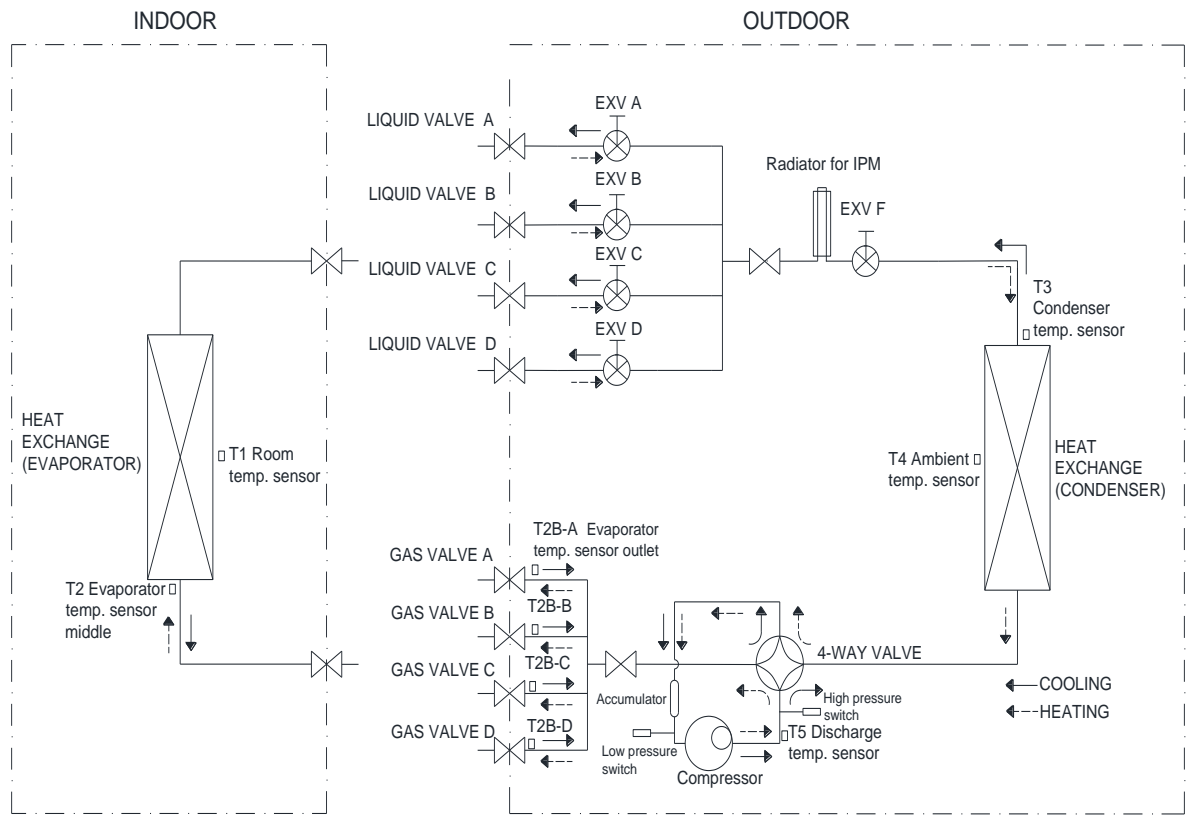 INDOOR
OUTDOOR
EXV A
LIQUID VALVE A
EXV B
LIQUID VALVE B
Radiator for IPM
EXV F
EXV C
LIQUID VALVE C
EXV D
LIQUID VALVE D
T3
Condenser
temp. sensor
HEAT
EXCHANGE
(EVAPORATOR)
T1 Room
temp. sensor
T4 Ambient
temp. sensor
HEAT
EXCHANGE
(CONDENSER)
T2B-A Evaporator
temp. sensor outlet
GAS VALVE A
T2 Evaporator
temp. sensor
middle
T2B-B
GAS VALVE B
4-WAY VALVE
T2B-C
GAS VALVE C
COOLING
Accumulator
High pressure
switch
HEATING
T2B-D
GAS VALVE D
T5 Discharge
temp. sensor
Low pressure
switch
Compressor